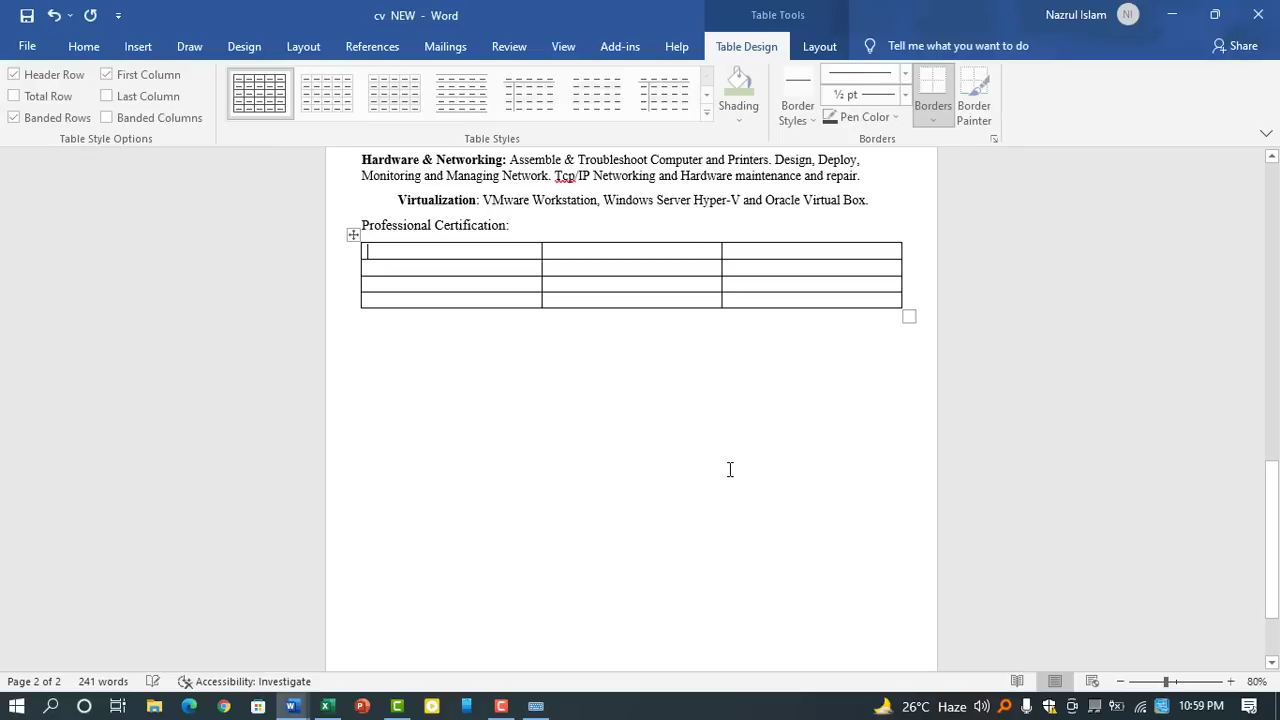 cv NEW - Word
Table Tools
Nazrul Islam
NI
File
Home
Insert
Draw
Design
Layout
References
Mailings
Review
View
Add-ins
Help
Table Design
Layout
Tell me what you want to do
Share
Header Row
First Column
Total Row
Last Column
Banded Rows
Banded Columns
Table Style Options
Table Styles
Shading
Border
Styles
½ pt
Pen Color
Borders
Border
Painter
Borders
Hardware & Networking: Assemble & Troubleshoot Computer and Printers. Design, Deploy,
Monitoring and Managing Network. Tcp/IP Networking and Hardware maintenance and repair.
Virtualization: VMware Workstation, Windows Server Hyper-V and Oracle Virtual Box.
Professional Certification:
Page 2 of 2
241 words
Accessibility: Investigate
80%
26°C Haze
10:59 PM